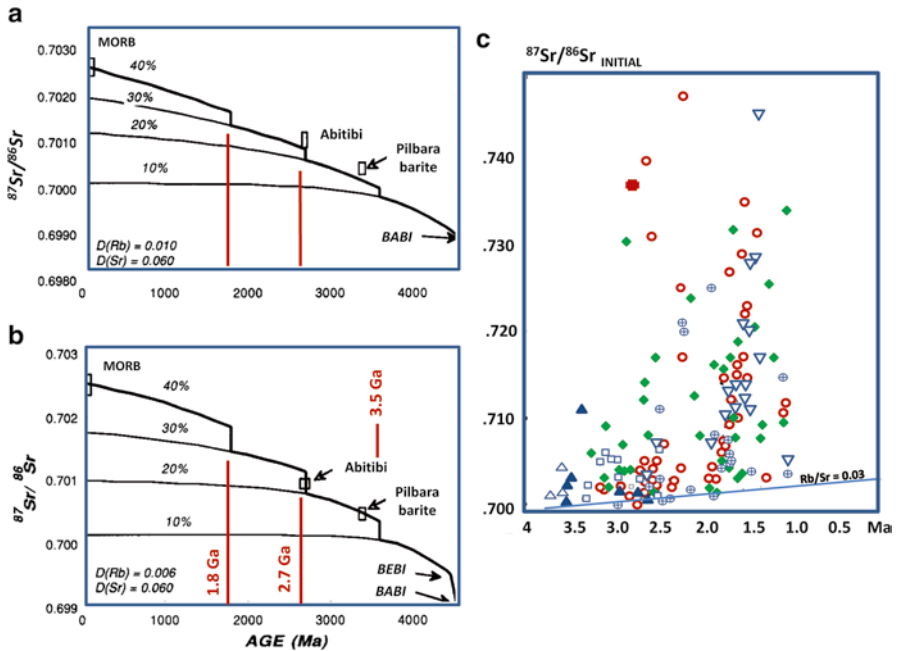 a
0.7030
0.7020
0.7010
0.7000
0.6990
0.6980
87Sr/86Sr
MORB
40%
30%
20%
10%
Abitibi
Pilbara
barite
BABI
D(Rb) = 0.010
D(Sr) = 0.060
0
1000
2000
3000
4000
b
0.703
0.702
0.701
0.700
0.699
87Sr/ 86Sr
MORB
40%
30%
20%
10%
3.5 Ga
Abitibi
Pilbara
barite
1.8 Ga
2.7 Ga
BEBI
BABI
D(Rb) = 0.006
D(Sr) = 0.060
0
1000
2000
3000
4000
AGE (Ma)
c
87Sr/86Sr INITIAL
.740
.730
.720
.710
.700
Rb/Sr = 0.03
4
3.5
3.0
2.5
2.0
1.5
1.0
0.5
Ma